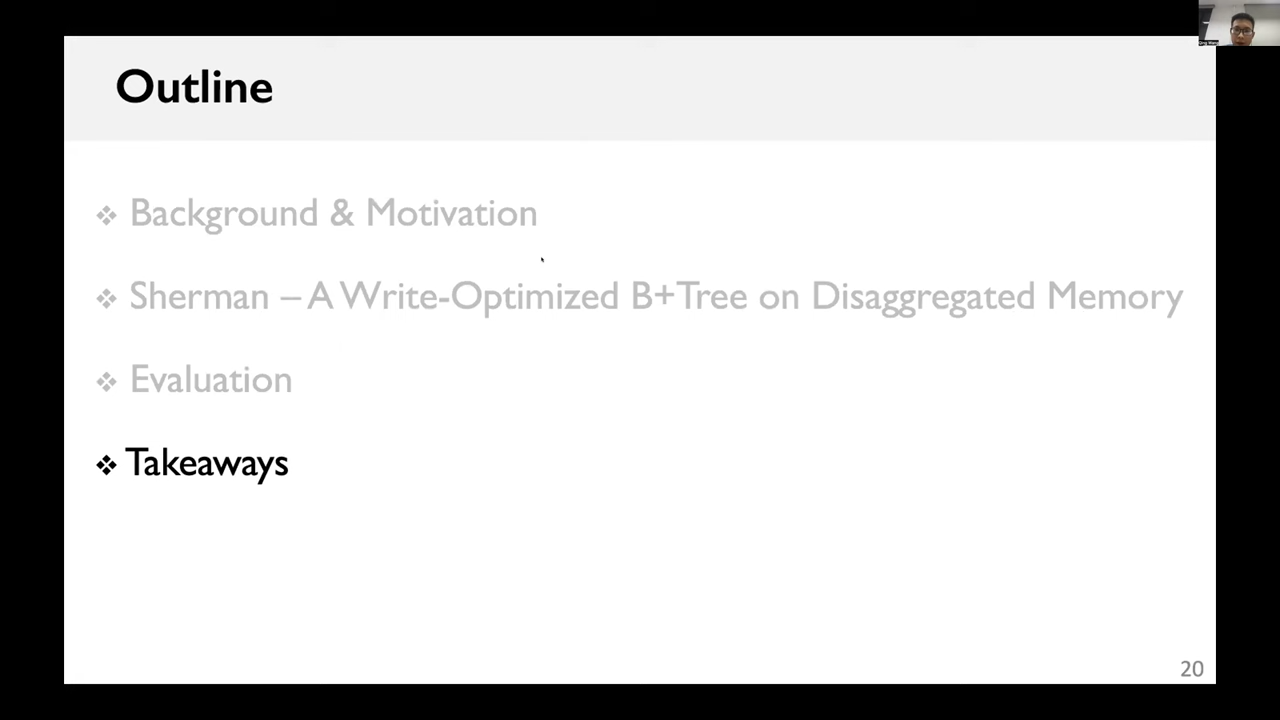 Outline
❖ Background & Motivation
❖ Sherman – A Write-Optimized B+Tree on Disaggregated Memory
❖ Evaluation
❖ Takeaways
20